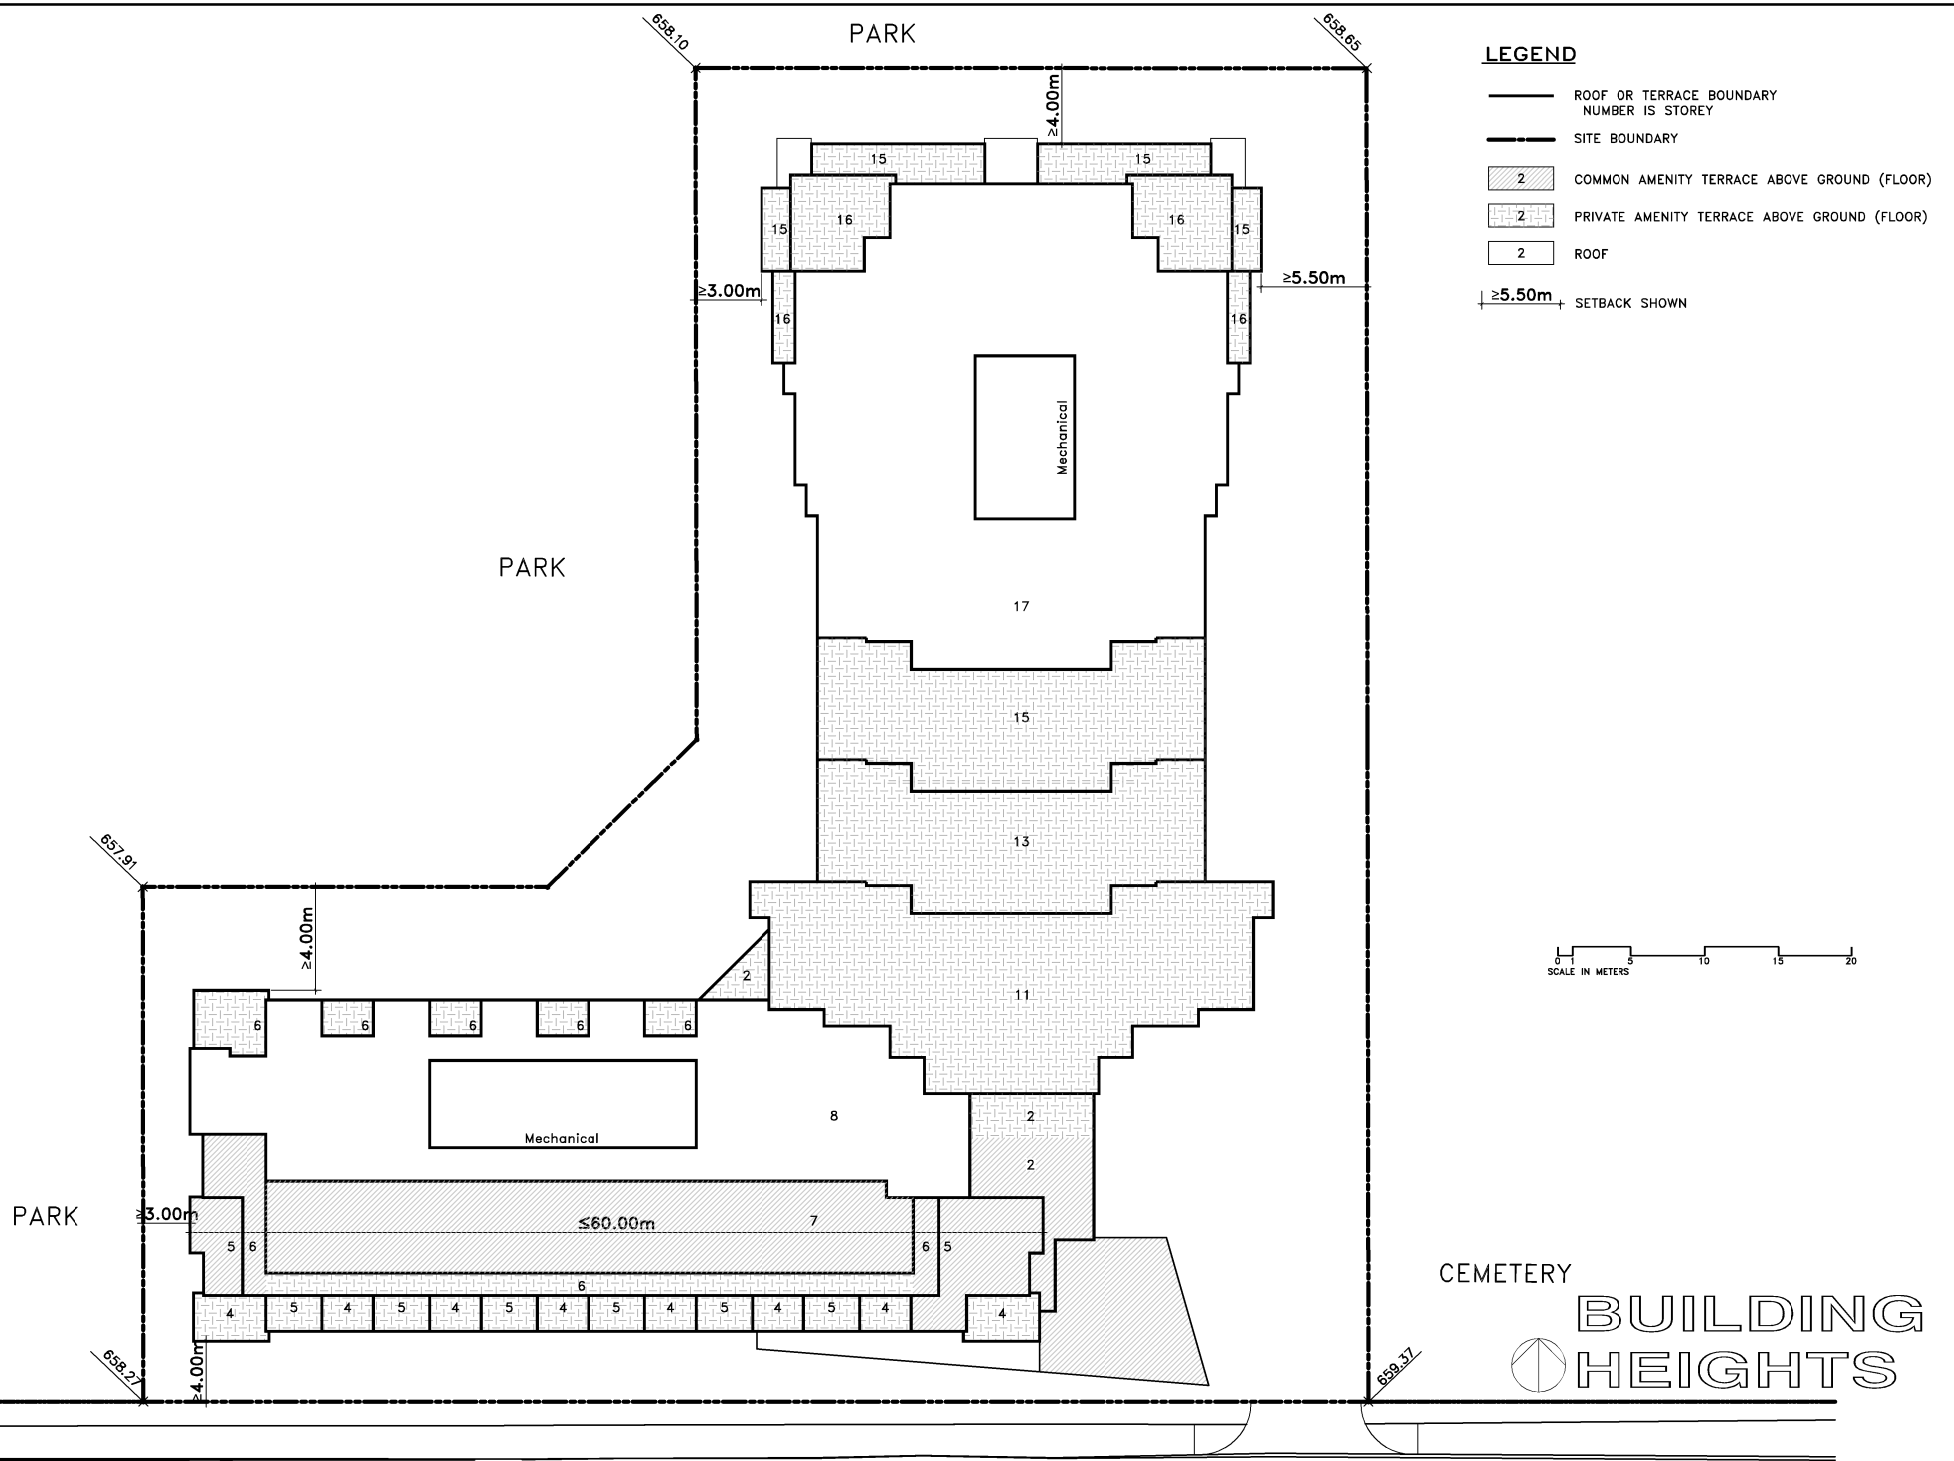 PARK
658.10
658.65
LEGEND
ROOF OR TERRACE BOUNDARY
NUMBER IS STOREY
SITE BOUNDARY
2 COMMON AMENITY TERRACE ABOVE GROUND (FLOOR)
2 PRIVATE AMENITY TERRACE ABOVE GROUND (FLOOR)
2 ROOF
≥5.50m SETBACK SHOWN
≥4.00m
15 15
16 16
15 15
≥3.00m ≥5.50m
16 16
Mechanical
PARK
17
15
13
657.91
≥4.00m
2
11
0 1 5 10 15 20
SCALE IN METERS
6 6 6 6 6
8
2
Mechanical
2
PARK
≥3.00m
≤60.00m
7
5 6 6 5
6
4 5 4 5 4 5 4 5 4 5 4 5 4 4
CEMETERY
658.27
≥4.00m
659.37
BUILDING
HEIGHTS